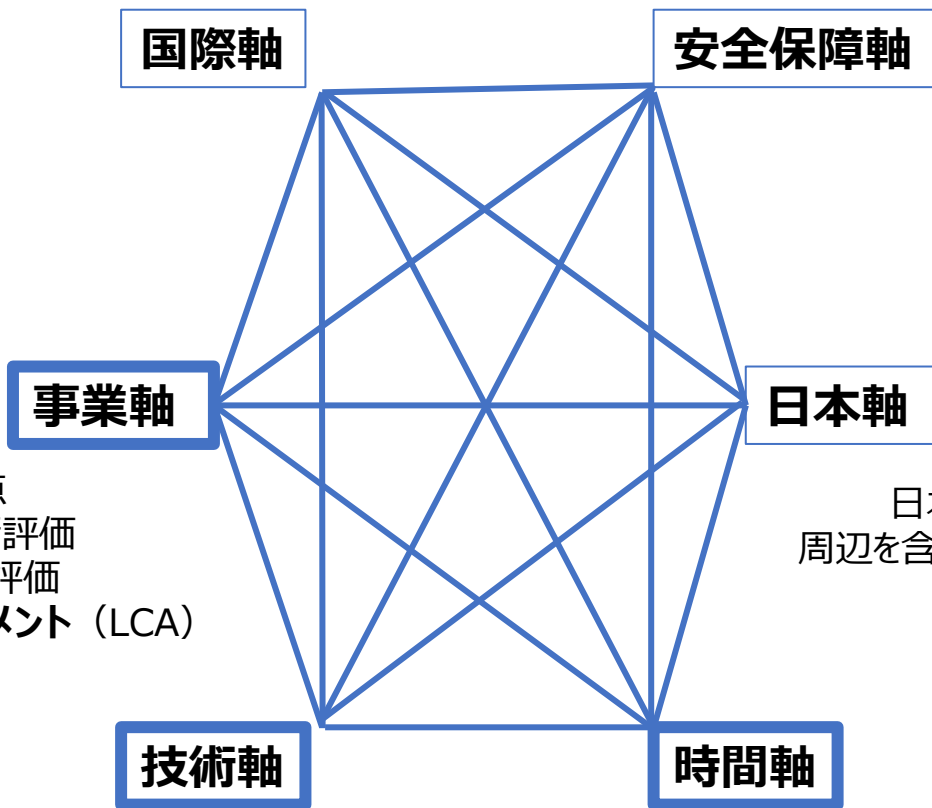 国際軸
安全保障軸
事業軸
日本軸
評価
評価
メント（LCA）
日
周辺を含
技術軸
時間軸